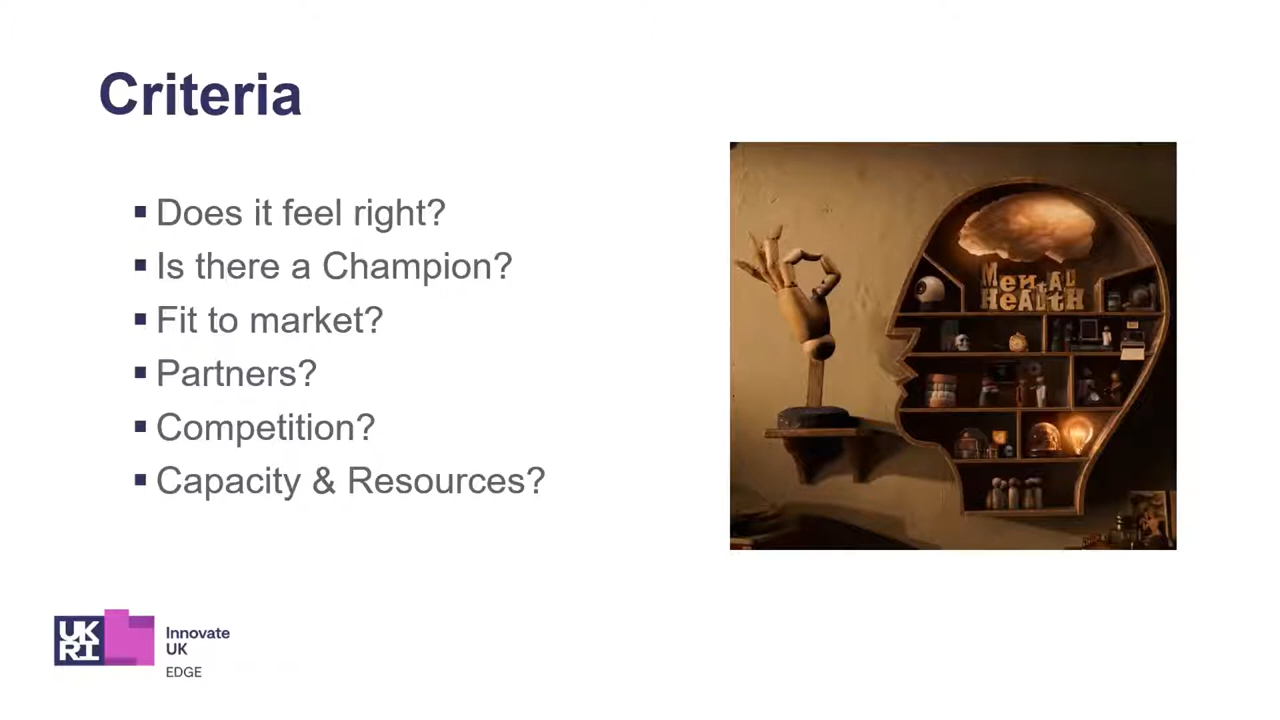 Criteria
Does it feel right?
Is there a Champion?
Fit to market?
Partners?
Competition?
Capacity & Resources?
MENtAL
HEALtH
UK
RI
Innovate
UK
EDGE